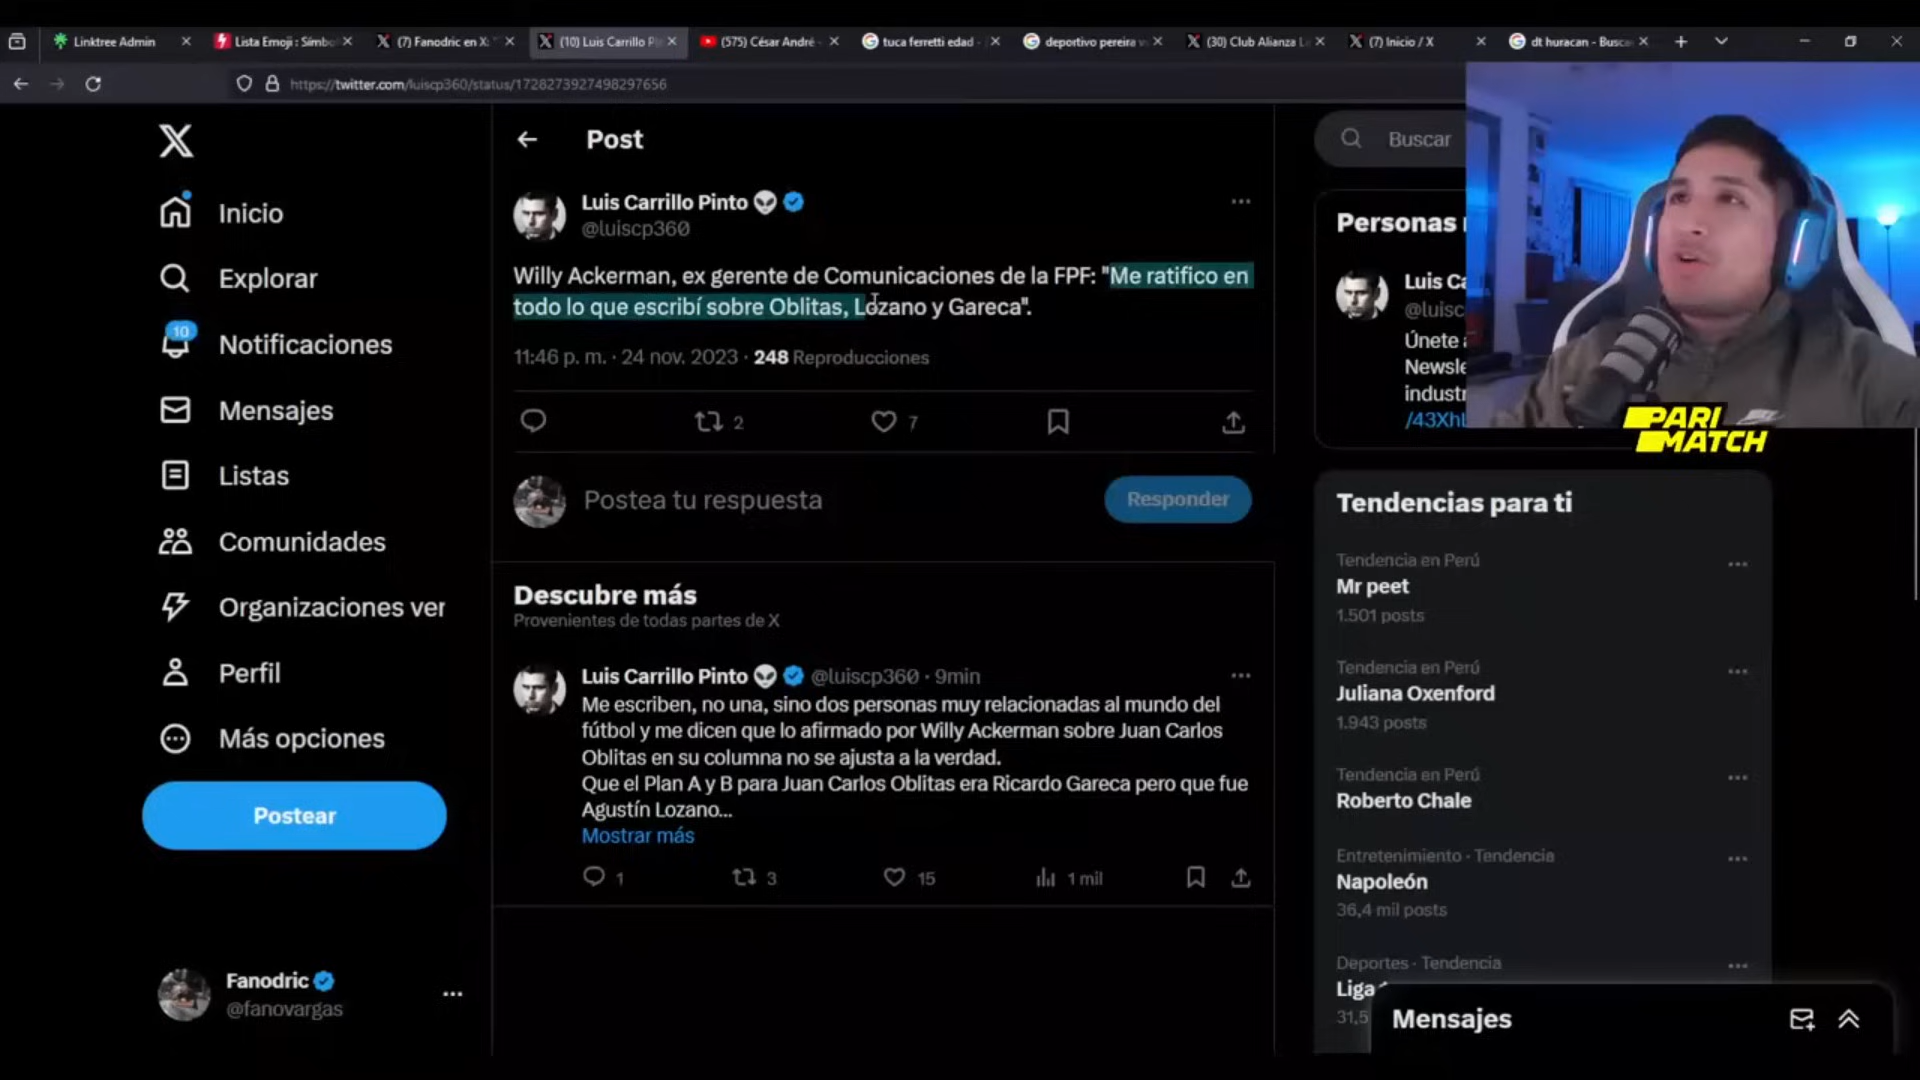 Linktree Admin
Lista Emoji : Símbol
(7) Fanodric en X: "
(10) Luis Carrillo Pi
(575) César André -
tuca ferretti edad -
deportivo pereira v
(30) Club Alianza L
(7) Inicio / X
dt huracan - Busca
https://twitter.com/luiscp360/status/1728273927498297656
Inicio
Explorar
10
Notificaciones
Mensajes
Listas
Comunidades
Organizaciones ver
Perfil
Más opciones
Postear
Fanodric
@fanovargas
Post
Luis Carrillo Pinto
@luiscp360
Willy Ackerman, ex gerente de Comunicaciones de la FPF: "Me ratifico en
todo lo que escribí sobre Oblitas, Lozano y Gareca".
11:46 p. m. · 24 nov. 2023 · 248 Reproducciones
2 7
Postea tu respuesta
Responder
Descubre más
Provenientes de todas partes de X
Luis Carrillo Pinto @luiscp360 · 9min
Me escriben, no una, sino dos personas muy relacionadas al mundo del
fútbol y me dicen que lo afirmado por Willy Ackerman sobre Juan Carlos
Oblitas en su columna no se ajusta a la verdad.
Que el Plan A y B para Juan Carlos Oblitas era Ricardo Gareca pero que fue
Agustín Lozano...
Mostrar más
1 3 15 1 mil
Buscar
Personas
Luis Ca
@luisc
Únete a
Newsle
industr
/43XhL
PARI
MATCH
Tendencias para ti
Tendencia en Perú
Mr peet
1.501 posts
Tendencia en Perú
Juliana Oxenford
1.943 posts
Tendencia en Perú
Roberto Chale
Entretenimiento · Tendencia
Napoleón
36,4 mil posts
Deportes · Tendencia
Liga
31,5
Mensajes